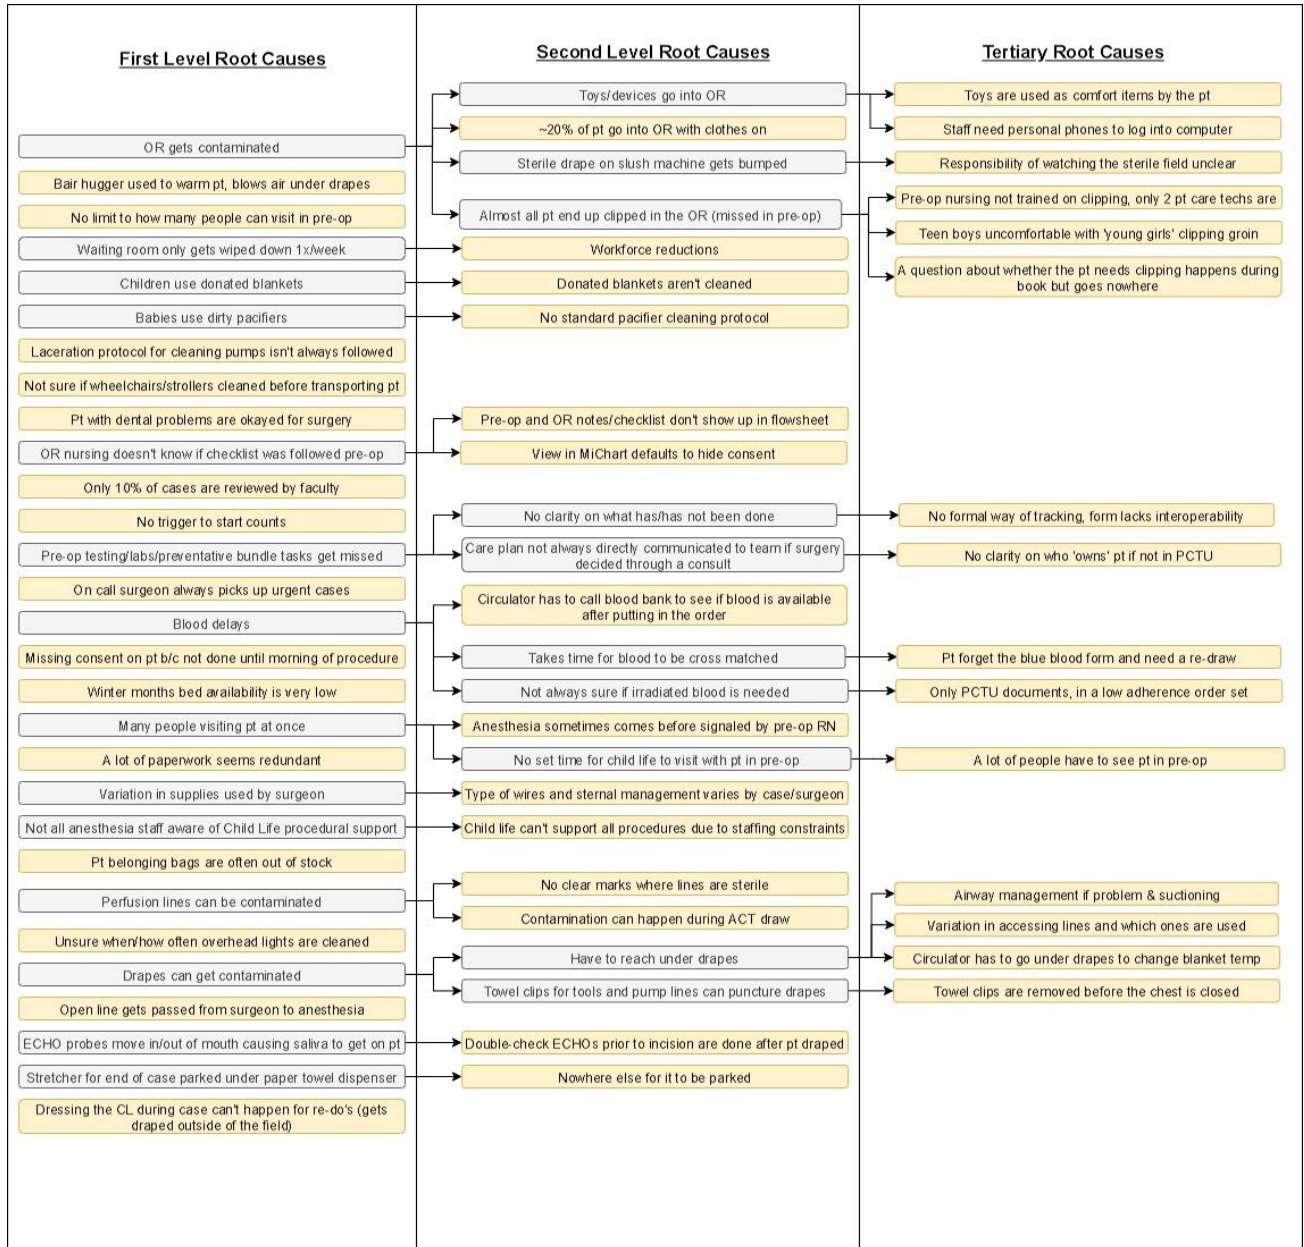 First Level Root Causes
OR gets contaminated
Bair hugger used to warm pt, blows air under drapes
No limit to how many people can visit in pre-op
Waiting room only gets wiped down 1x/week
Children use donated blankets
Babies use dirty pacifiers
Laceration protocol for cleaning pumps isn't always followed
Not sure if wheelchairs/strollers cleaned before transporting pt
Pt with dental problems are okayed for surgery
OR nursing doesn't know if checklist was followed pre-op
Only 10% of cases are reviewed by faculty
No trigger to start counts
Pre-op testing/labs/preventative bundle tasks get missed
On call surgeon always picks up urgent cases
Blood delays
Missing consent on pt b/c not done until morning of procedure
Winter months bed availability is very low
Many people visiting pt at once
A lot of paperwork seems redundant
Variation in supplies used by surgeon
Not all anesthesia staff aware of Child Life procedural support
Pt belonging bags are often out of stock
Perfusion lines can be contaminated
Unsure when/how often overhead lights are cleaned
Drapes can get contaminated
Open line gets passed from surgeon to anesthesia
ECHO probes move in/out of mouth causing saliva to get on pt
Stretcher for end of case parked under paper towel dispenser
Dressing the CL during case can't happen for re-do's (gets
draped outside of the field)
Second Level Root Causes
Toys/devices go into OR
~20% of pt go into OR with clothes on
Sterile drape on slush machine gets bumped
Almost all pt end up clipped in the OR (missed in pre-op)
Workforce reductions
Donated blankets aren't cleaned
No standard pacifier cleaning protocol
Pre-op and OR notes/checklist don't show up in flowsheet
View in MiChart defaults to hide consent
No clarity on what has/has not been done
Care plan not always directly communicated to team if surgery
decided through a consult
Circulator has to call blood bank to see if blood is available
after putting in the order
Takes time for blood to be cross matched
Not always sure if irradiated blood is needed
Anesthesia sometimes comes before signaled by pre-op RN
No set time for child life to visit with pt in pre-op
Type of wires and sternal management varies by case/surgeon
Child life can't support all procedures due to staffing constraints
No clear marks where lines are sterile
Contamination can happen during ACT draw
Have to reach under drapes
Towel clips for tools and pump lines can puncture drapes
Double-check ECHOs prior to incision are done after pt draped
Nowhere else for it to be parked
Tertiary Root Causes
Toys are used as comfort items by the pt
Staff need personal phones to log into computer
Responsibility of watching the sterile field unclear
Pre-op nursing not trained on clipping, only 2 pt care techs are
Teen boys uncomfortable with 'young girls' clipping groin
A question about whether the pt needs clipping happens during
book but goes nowhere
No formal way of tracking, form lacks interoperability
No clarity on who 'owns' pt if not in PCTU
Pt forget the blue blood form and need a re-draw
Only PCTU documents, in a low adherence order set
A lot of people have to see pt in pre-op
Airway management if problem & suctioning
Variation in accessing lines and which ones are used
Circulator has to go under drapes to change blanket temp
Towel clips are removed before the chest is closed